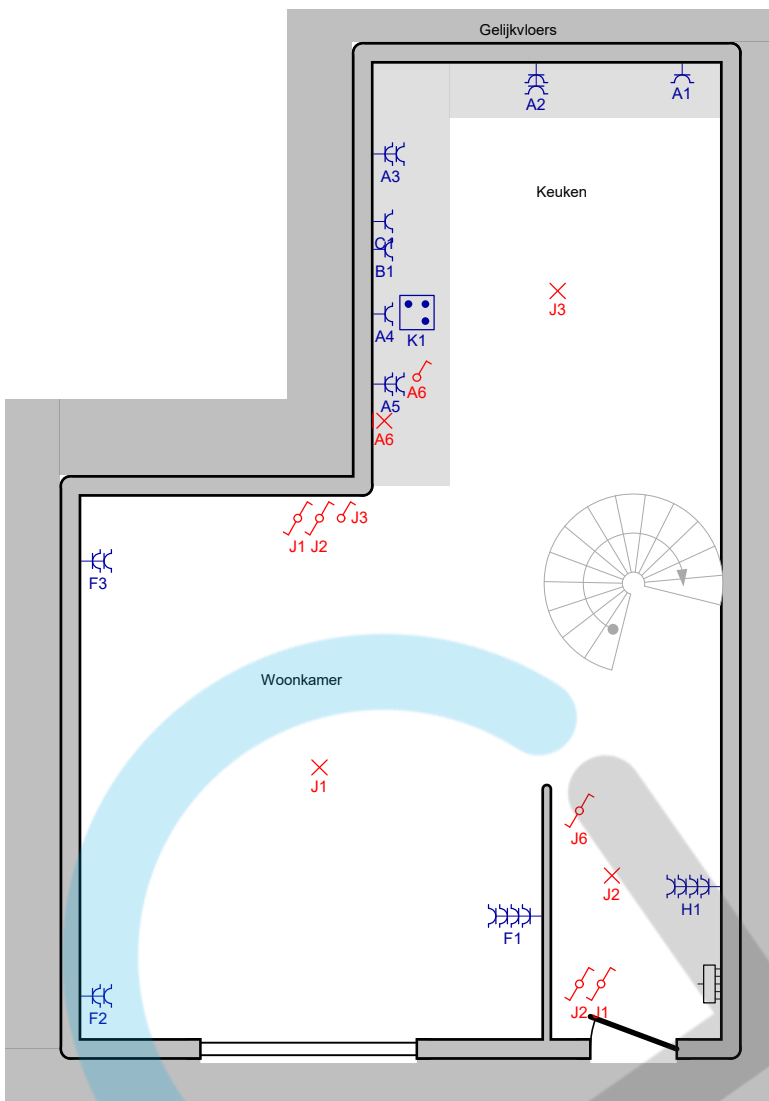 Gelijkvloers
A2
A1
A3
Keuken
C1
B1
J3
A4
K1
A5
A6
A6
J1
J2
J3
F3
Woonkamer
J1
J6
J2
H1
F1
J2
J1
F2